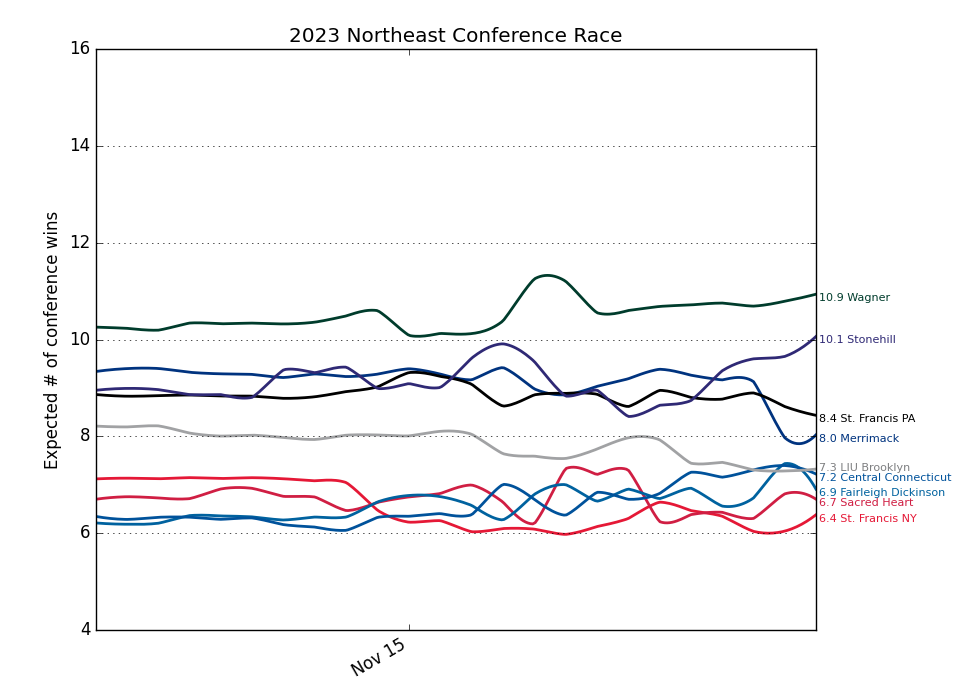 2023 Northeast Conference Race
16
14
12
10
8
6
4
Expected # of conference wins
Nov 15
10.9 Wagner
10.1 Stonehill
8.4 St. Francis PA
8.0 Merrimack
7.3 LIU Brooklyn
7.2 Central Connecticut
6.9 Fairleigh Dickinson
6.7 Sacred Heart
6.4 St. Francis NY